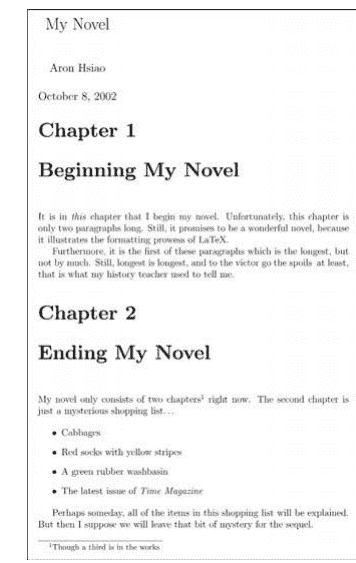 My Novel
Aron Hsiao
October 8, 2002
Chapter 1
Beginning My Novel
It is in this chapter that I begin my novel. Unfortunately, this chapter is
only two paragraphs long. Still, it promises to be a wonderful novel, because
it illustrates the formatting prowess of LaTeX.
Furthermore, it is the first of these paragraphs which is the longest, but
not by much. Still, longest is longest, and to the victor go the spoils at least,
that is what my history teacher used to tell me.
Chapter 2
Ending My Novel
My novel only consists of two chapters¹ right now. The second chapter is
just a mysterious shopping list...
• Cabbages
• Red socks with yellow stripes
• A green rubber washbasin
• The latest issue of Time Magazine
Perhaps someday, all of the items in this shopping list will be explained.
But then I suppose we will leave that bit of mystery for the sequel.
¹Though a third is in the works